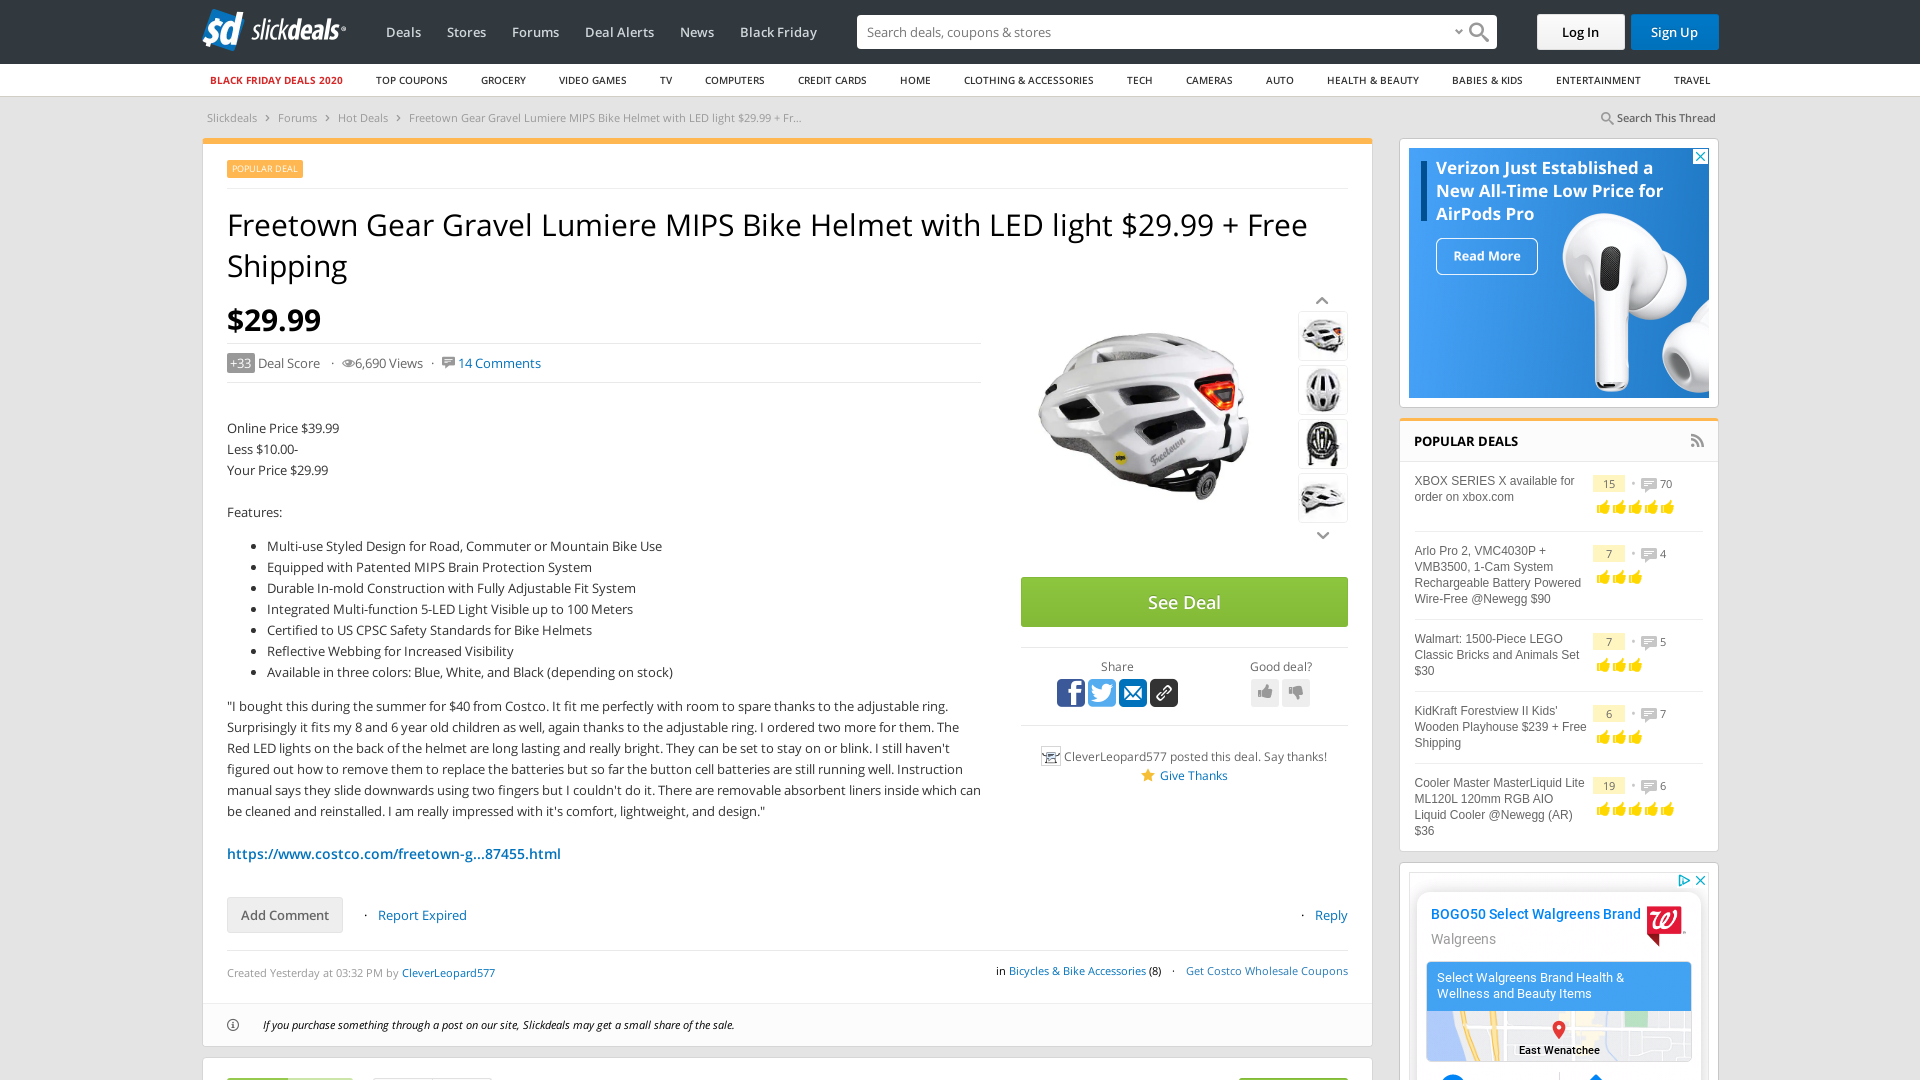 slickdeals
Deals
Stores
Forums
Deal Alerts
News
Black Friday
Search deals, coupons & stores
Log In
Sign Up
BLACK FRIDAY DEALS 2020
TOP COUPONS
GROCERY
VIDEO GAMES
TV
COMPUTERS
CREDIT CARDS
HOME
CLOTHING & ACCESSORIES
TECH
CAMERAS
AUTO
HEALTH & BEAUTY
BABIES & KIDS
ENTERTAINMENT
TRAVEL
Slickdeals › Forums › Hot Deals › Freetown Gear Gravel Lumiere MIPS Bike Helmet with LED light $29.99 + Fr...
Search This Thread
POPULAR DEAL
Freetown Gear Gravel Lumiere MIPS Bike Helmet with LED light $29.99 + Free
Shipping
$29.99
+33 Deal Score · 6,690 Views · 14 Comments
Online Price $39.99
Less $10.00-
Your Price $29.99
Features:
• Multi-use Styled Design for Road, Commuter or Mountain Bike Use
• Equipped with Patented MIPS Brain Protection System
• Durable In-mold Construction with Fully Adjustable Fit System
• Integrated Multi-function 5-LED Light Visible up to 100 Meters
• Certified to US CPSC Safety Standards for Bike Helmets
• Reflective Webbing for Increased Visibility
• Available in three colors: Blue, White, and Black (depending on stock)
"I bought this during the summer for $40 from Costco. It fit me perfectly with room to spare thanks to the adjustable ring.
Surprisingly it fits my 8 and 6 year old children as well, again thanks to the adjustable ring. I ordered two more for them. The
Red LED lights on the back of the helmet are long lasting and really bright. They can be set to stay on or blink. I still haven't
figured out how to remove them to replace the batteries but so far the button cell batteries are still running well. Instruction
manual says they slide downwards using two fingers but I couldn't do it. There are removable absorbent liners inside which can
be cleaned and reinstalled. I am really impressed with it's comfort, lightweight, and design."
https://www.costco.com/freetown-g...87455.html
Add Comment · Report Expired
· Reply
Created Yesterday at 03:32 PM by CleverLeopard577
in Bicycles & Bike Accessories (8) · Get Costco Wholesale Coupons
If you purchase something through a post on our site, Slickdeals may get a small share of the sale.
Freetown
See Deal
Share
Good deal?
CleverLeopard577 posted this deal. Say thanks!
Give Thanks
Verizon Just Established a
New All-Time Low Price for
AirPods Pro
Read More
POPULAR DEALS
XBOX SERIES X available for
order on xbox.com
15 · 70
Arlo Pro 2, VMC4030P +
VMB3500, 1-Cam System
Rechargeable Battery Powered
Wire-Free @Newegg $90
7 · 4
Walmart: 1500-Piece LEGO
Classic Bricks and Animals Set
$30
7 · 5
KidKraft Forestview II Kids'
Wooden Playhouse $239 + Free
Shipping
6 · 7
Cooler Master MasterLiquid Lite
ML120L 120mm RGB AIO
Liquid Cooler @Newegg (AR)
$36
19 · 6
BOGO50 Select Walgreens Brand
Walgreens
Select Walgreens Brand Health &
Wellness and Beauty Items
East Wenatchee